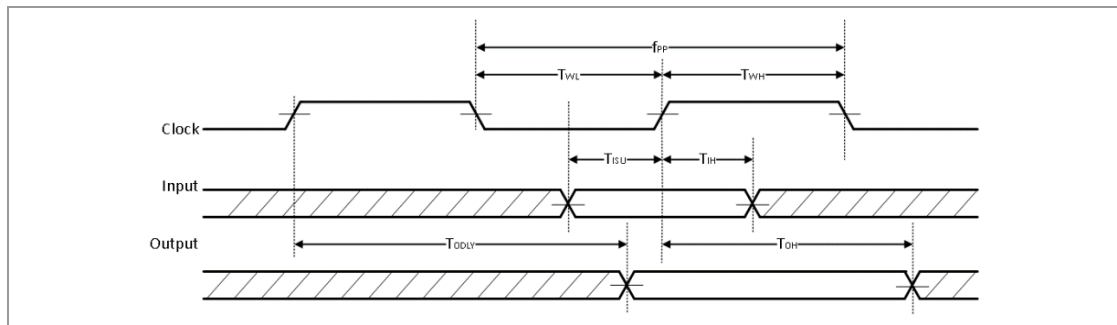 fPP
TWL TWH
Clock
TISU TIH
Input
Output
TODLY TOH